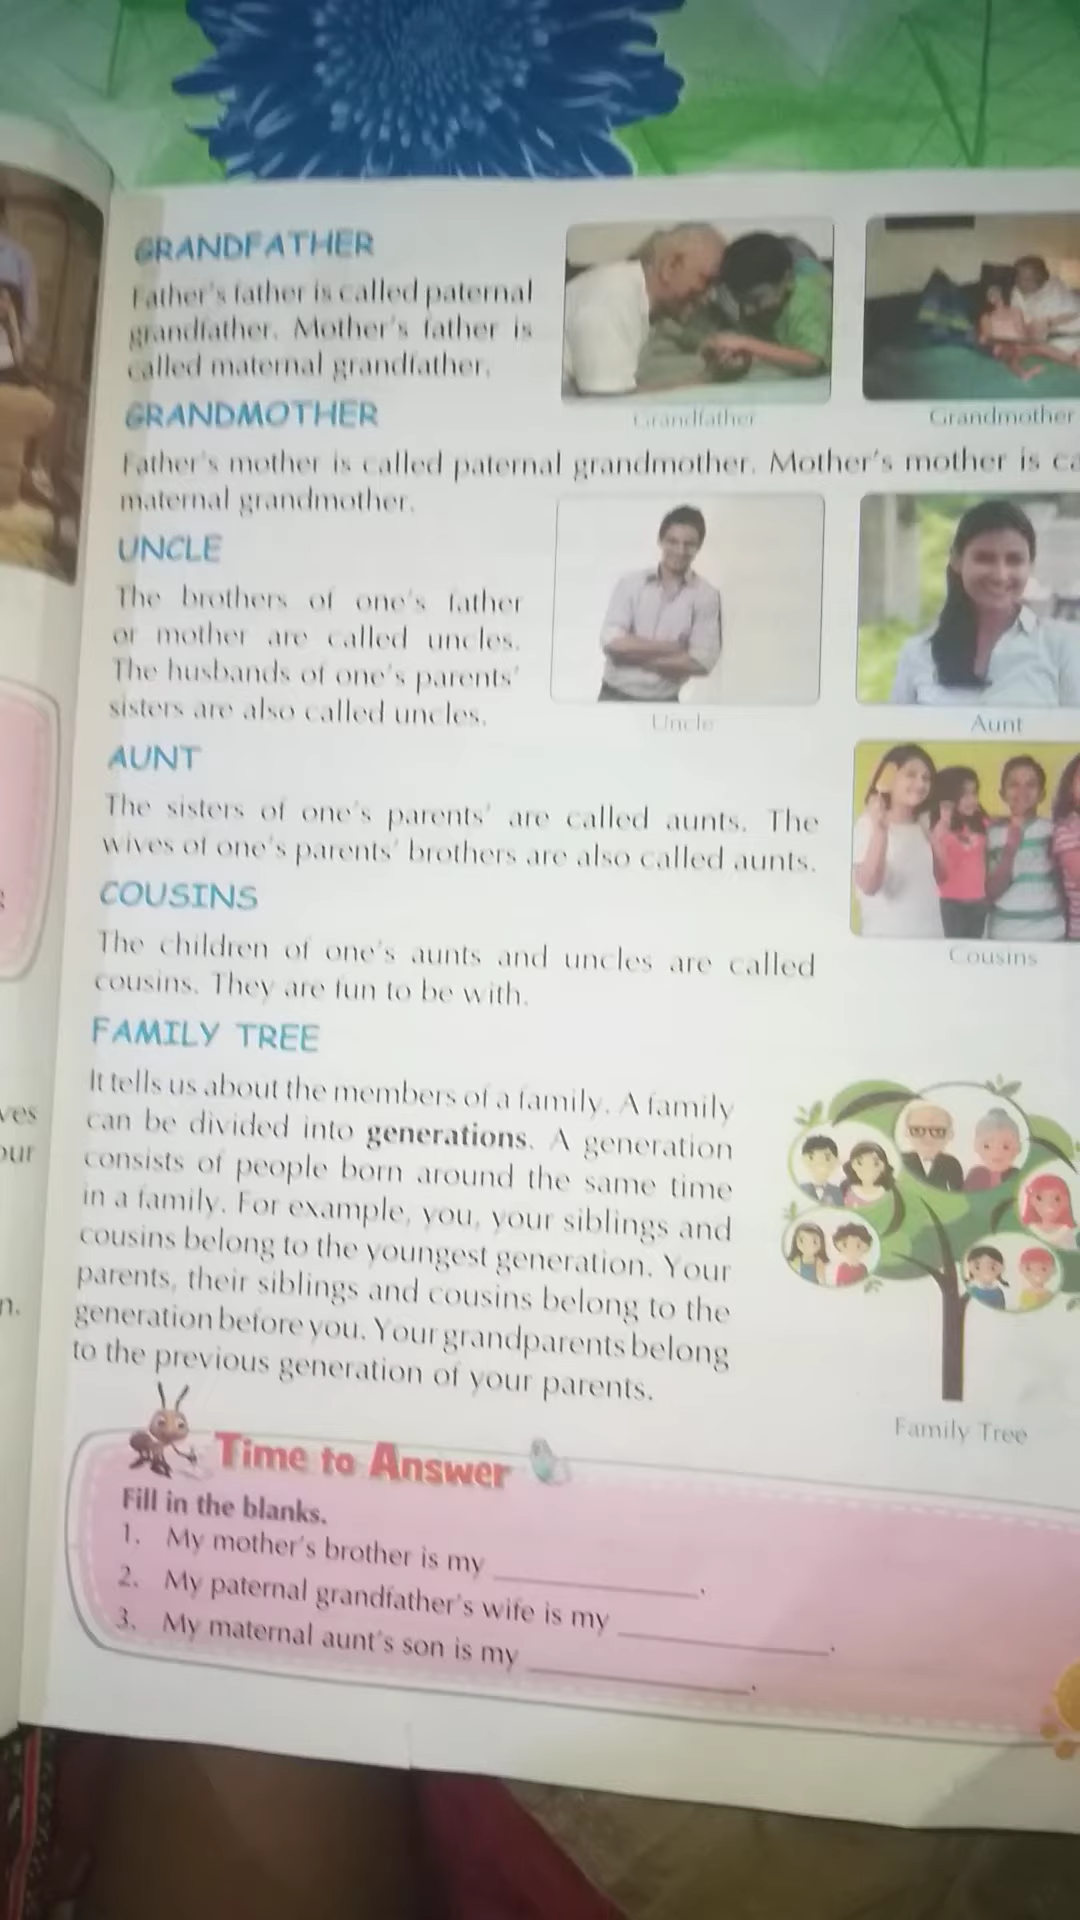 GRANDFATHER
Father's father is called paternal
grandfather. Mother's father is
called maternal grandfather.
Grandfather
Grandmother
GRANDMOTHER
Father's mother is called paternal grandmother. Mother's mother is ca
maternal grandmother.
UNCLE
The brothers of one's father
or mother are called uncles.
The husbands of one's parents'
sisters are also called uncles.
Uncle
Aunt
AUNT
The sisters of one's parents' are called aunts. The
wives of one's parents' brothers are also called aunts.
COUSINS
The children of one's aunts and uncles are called
cousins. They are fun to be with.
Cousins
FAMILY TREE
It tells us about the members of a family. A family
can be divided into generations. A generation
consists of people born around the same time
in a family. For example, you, your siblings and
cousins belong to the youngest generation. Your
parents, their siblings and cousins belong to the
generation before you. Your grandparents belong
to the previous generation of your parents.
Family Tree
Time to Answer
Fill in the blanks.
1. My mother's brother is my ____________.
2. My paternal grandfather's wife is my ____________.
3. My maternal aunt's son is my ____________.
ves
our
n.